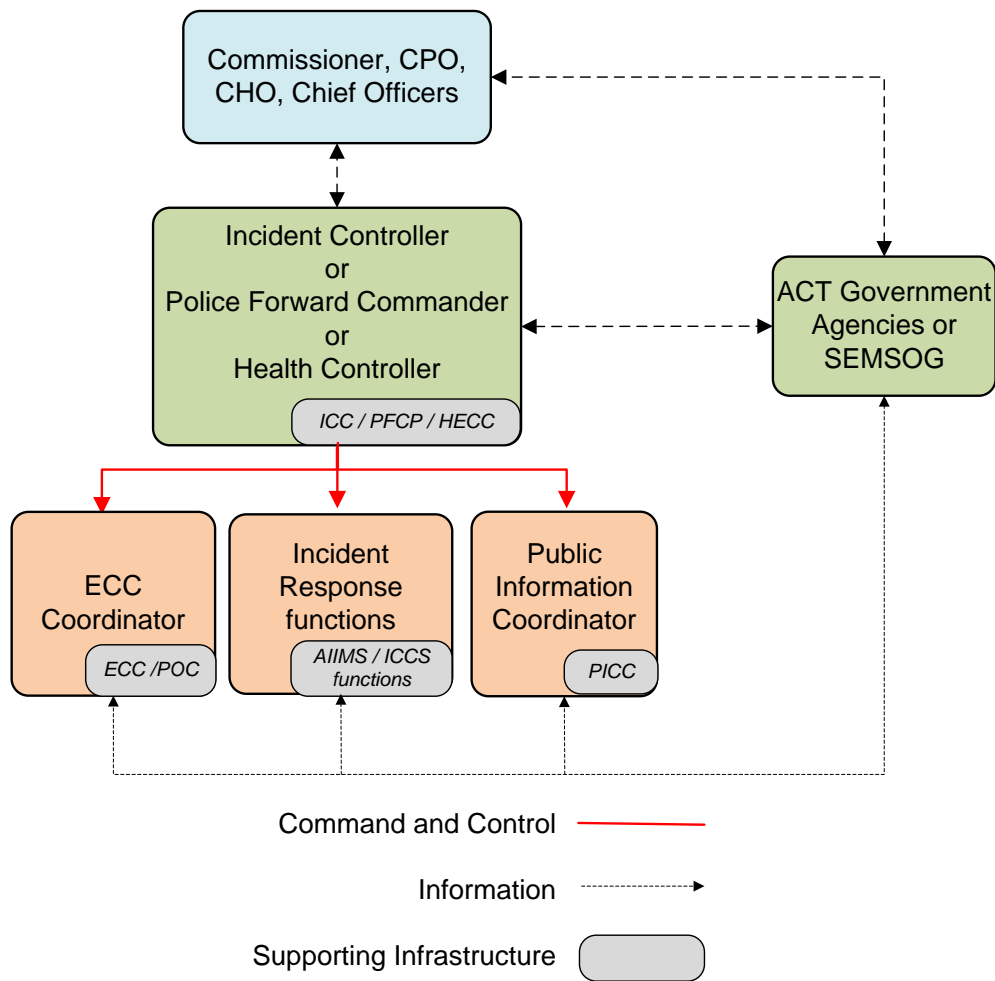 Commissioner, CPO,
CHO, Chief Officers
Incident Controller
or
Police Forward Commander
or
Health Controller
ICC / PFCP / HECC
ACT Government
Agencies or
SEMSOG
ECC
Coordinator
ECC /POC
Incident
Response
functions
AIIMS / ICCS
functions
Public
Information
Coordinator
PICC
Command and Control
Information
Supporting Infrastructure